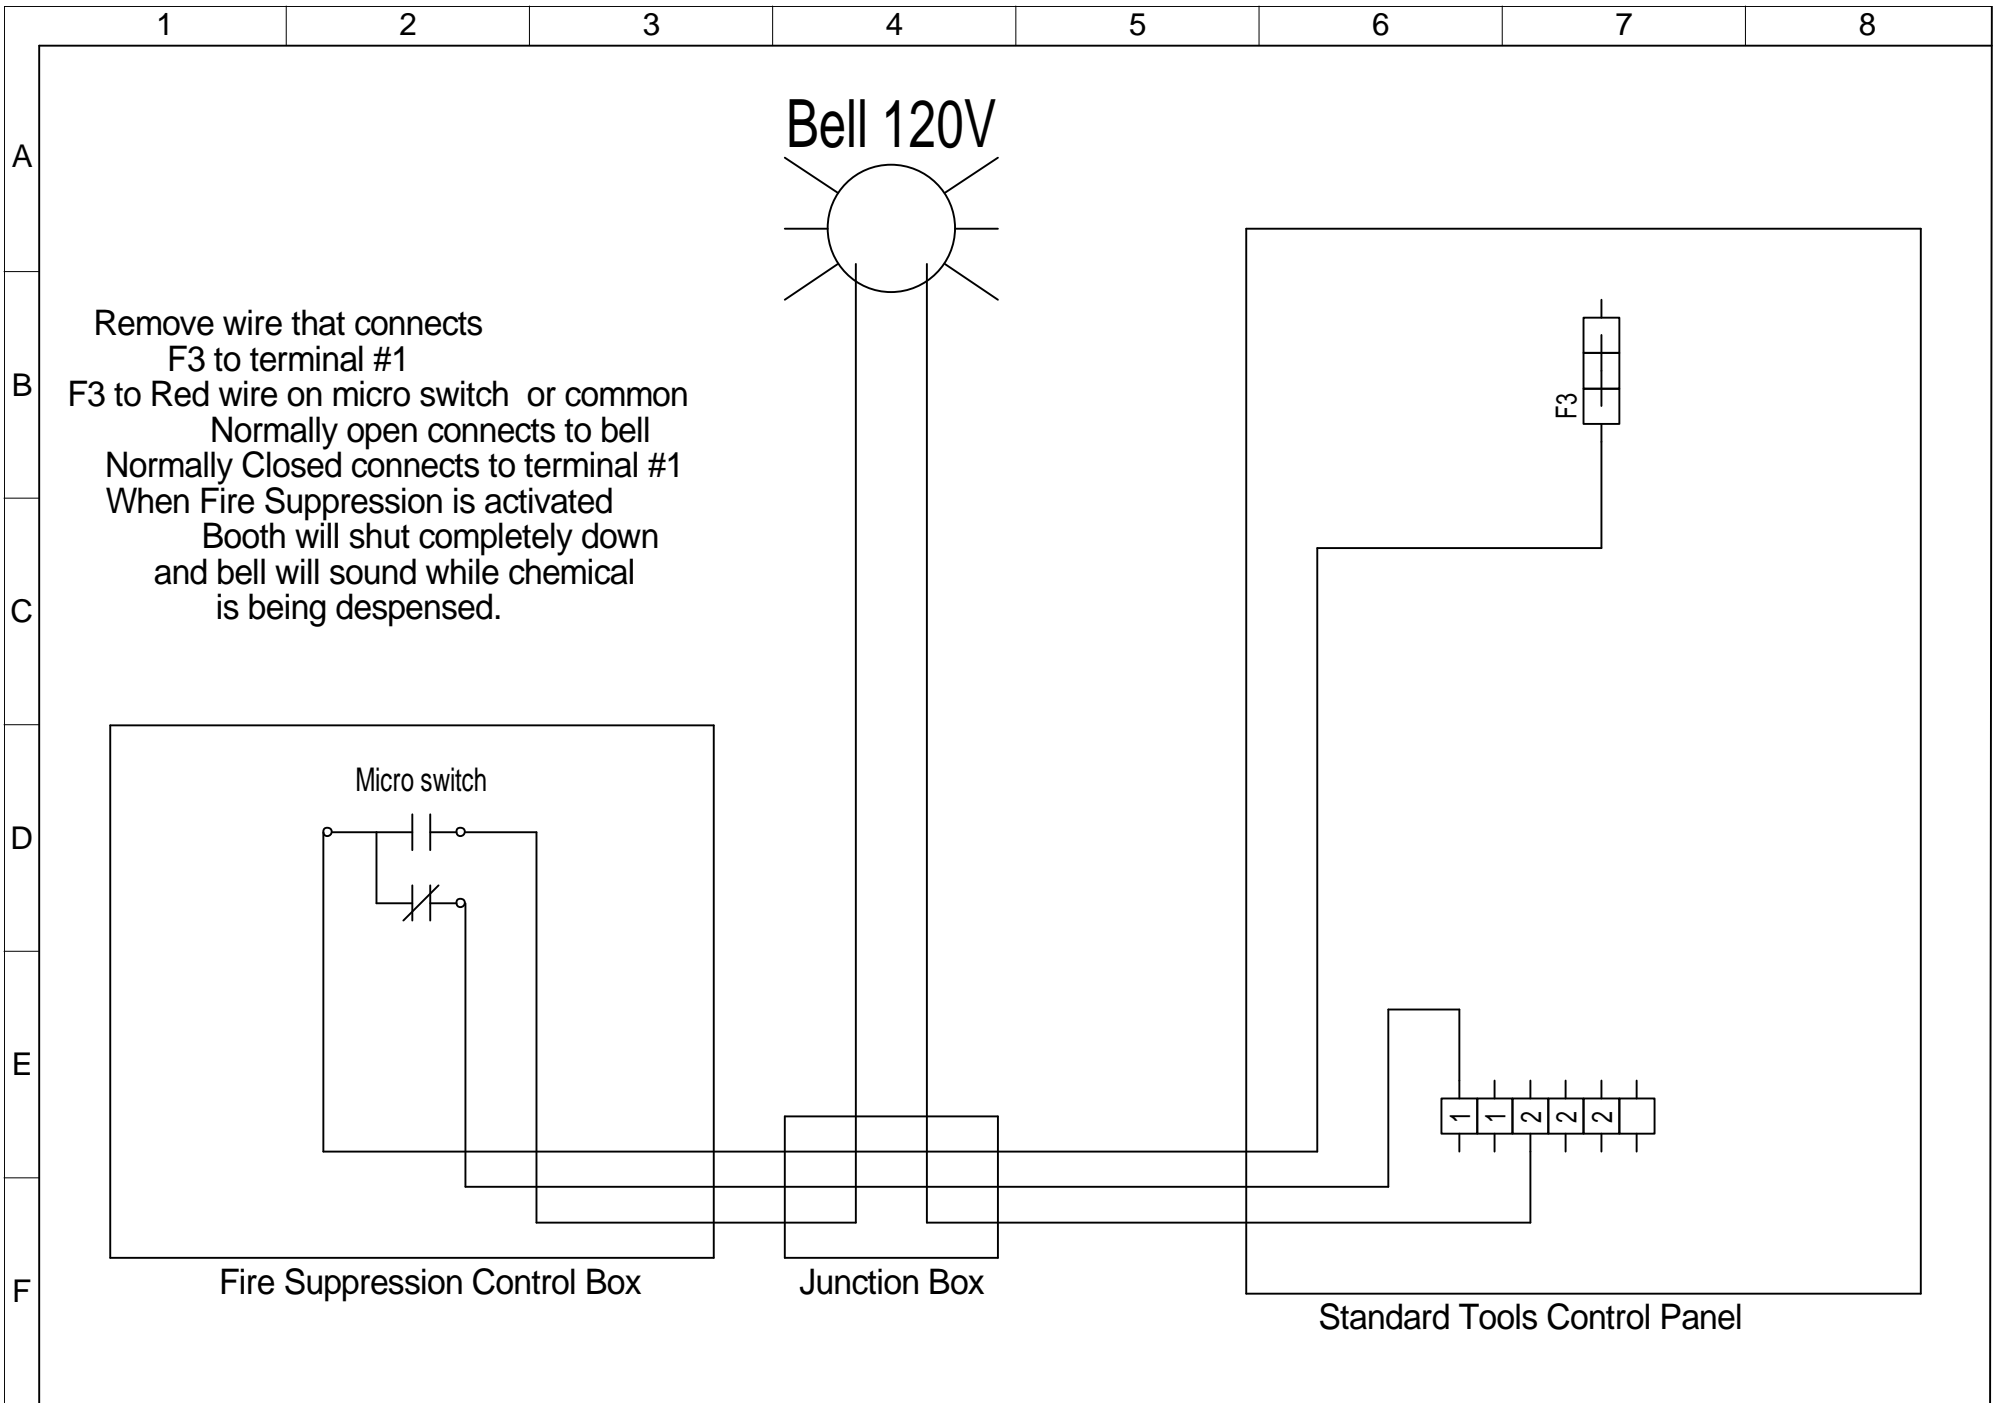 1 2 3 4 5 6 7 8
A
Bell 120V
B
Remove wire that connects
F3 to terminal #1
F3 to Red wire on micro switch or common
Normally open connects to bell
Normally Closed connects to terminal #1
When Fire Suppression is activated
Booth will shut completely down
and bell will sound while chemical
is being despensed.
F3
C
Micro switch
D
E
1 1 2 2 2
F
Fire Suppression Control Box
Junction Box
Standard Tools Control Panel